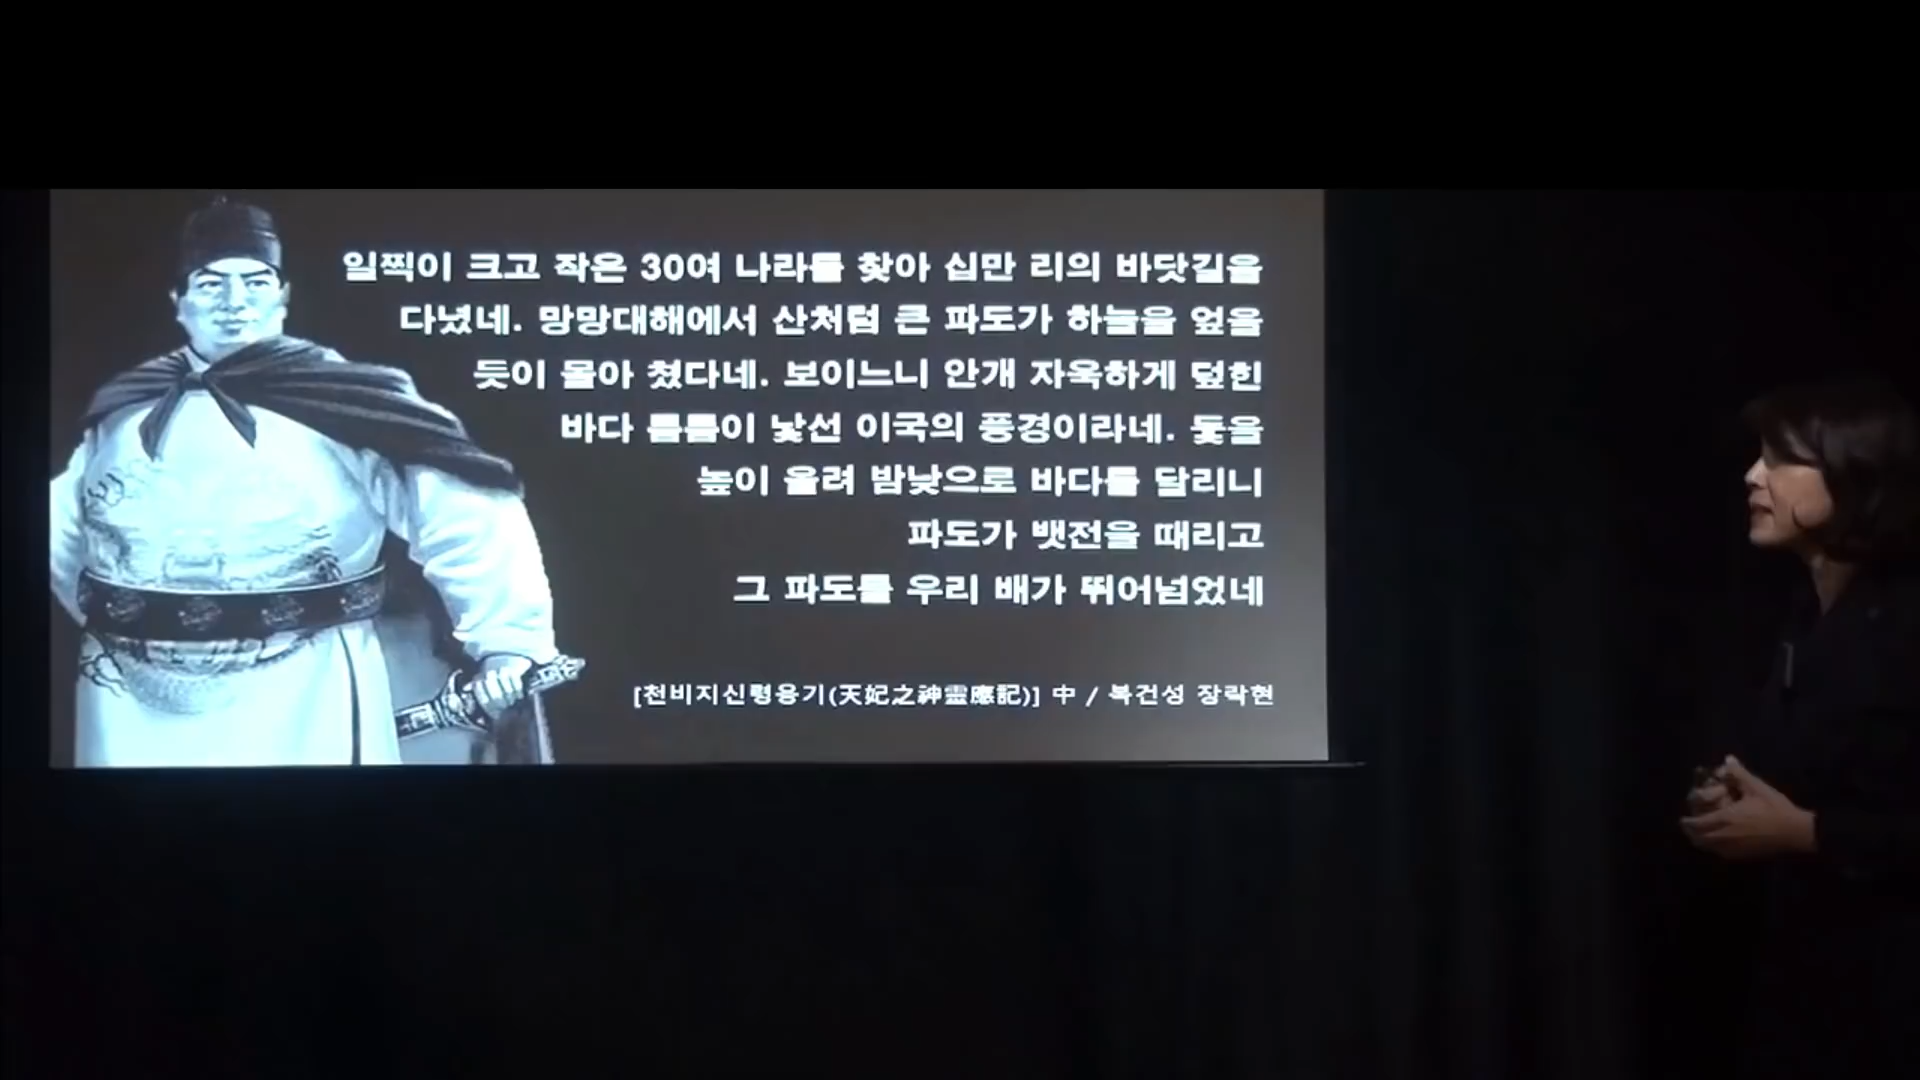 일찍이 크고 작은 30여 나라를 찾아 십만 리의 바닷길을
다녔네. 망망대해에서 산처럼 큰 파도가 하늘을 엎을
듯이 몰아 쳤다네. 보이느니 안개 자욱하게 덮힌
바다 틈틈이 낯선 이국의 풍경이라네. 돛을
높이 올려 밤낮으로 바다를 달리니
파도가 뱃전을 때리고
그 파도를 우리 배가 뛰어넘었네
[천비지신령응기(天妃之神靈應記)] 中 / 복건성 장락현